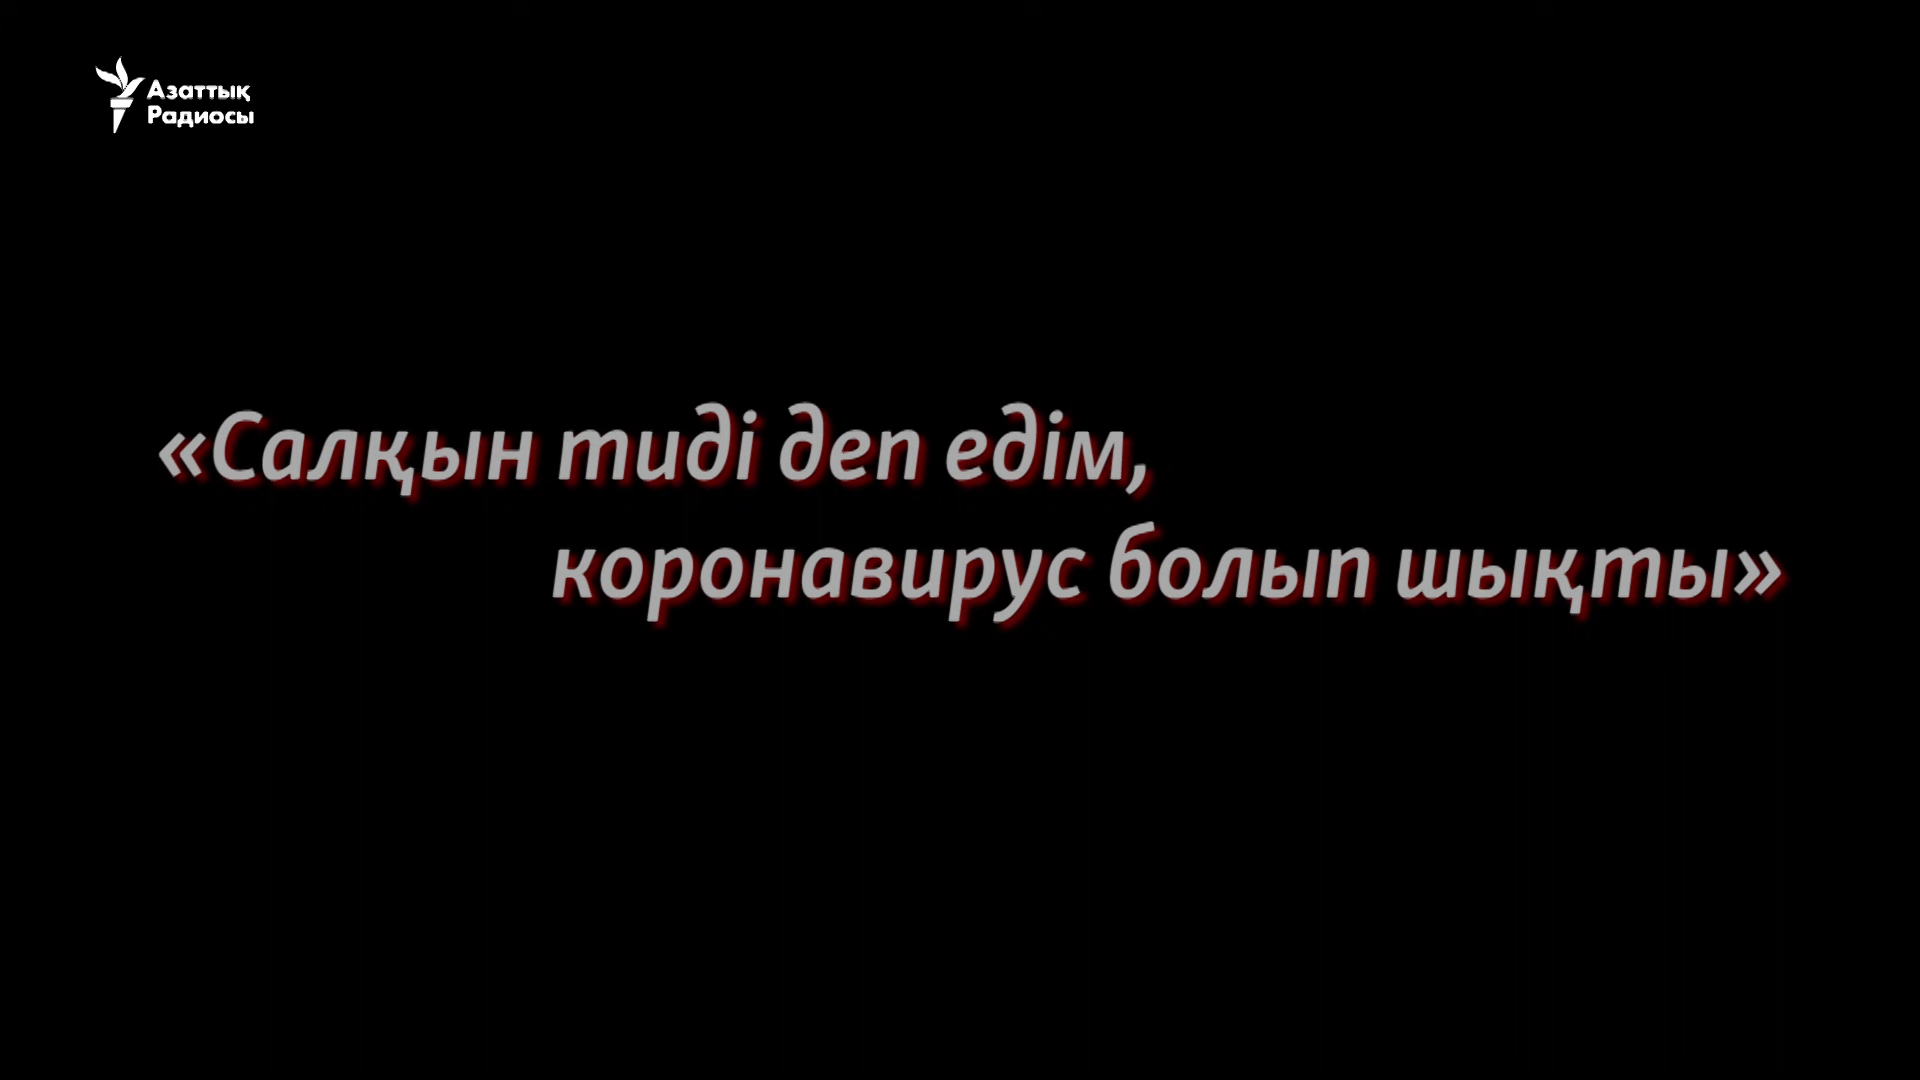 Азаттық
Радиосы
«Салқын тиді деп едім,
коронавирус болып шықты»